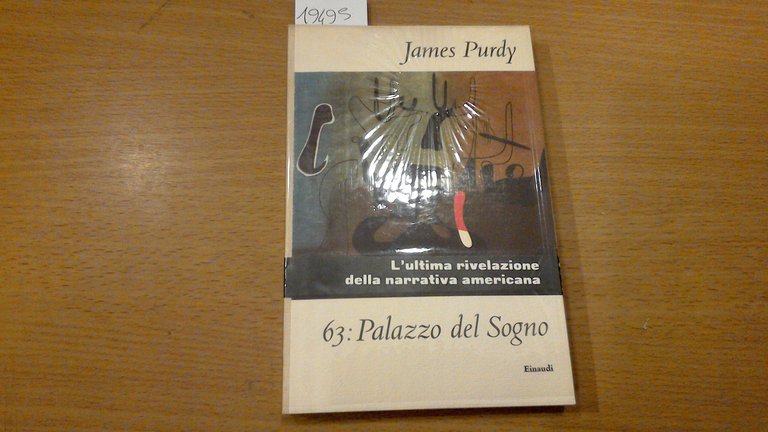 19495
James Purdy
L'ultima rivelazione
della narrativa americana
63: Palazzo del Sogno
Einaudi